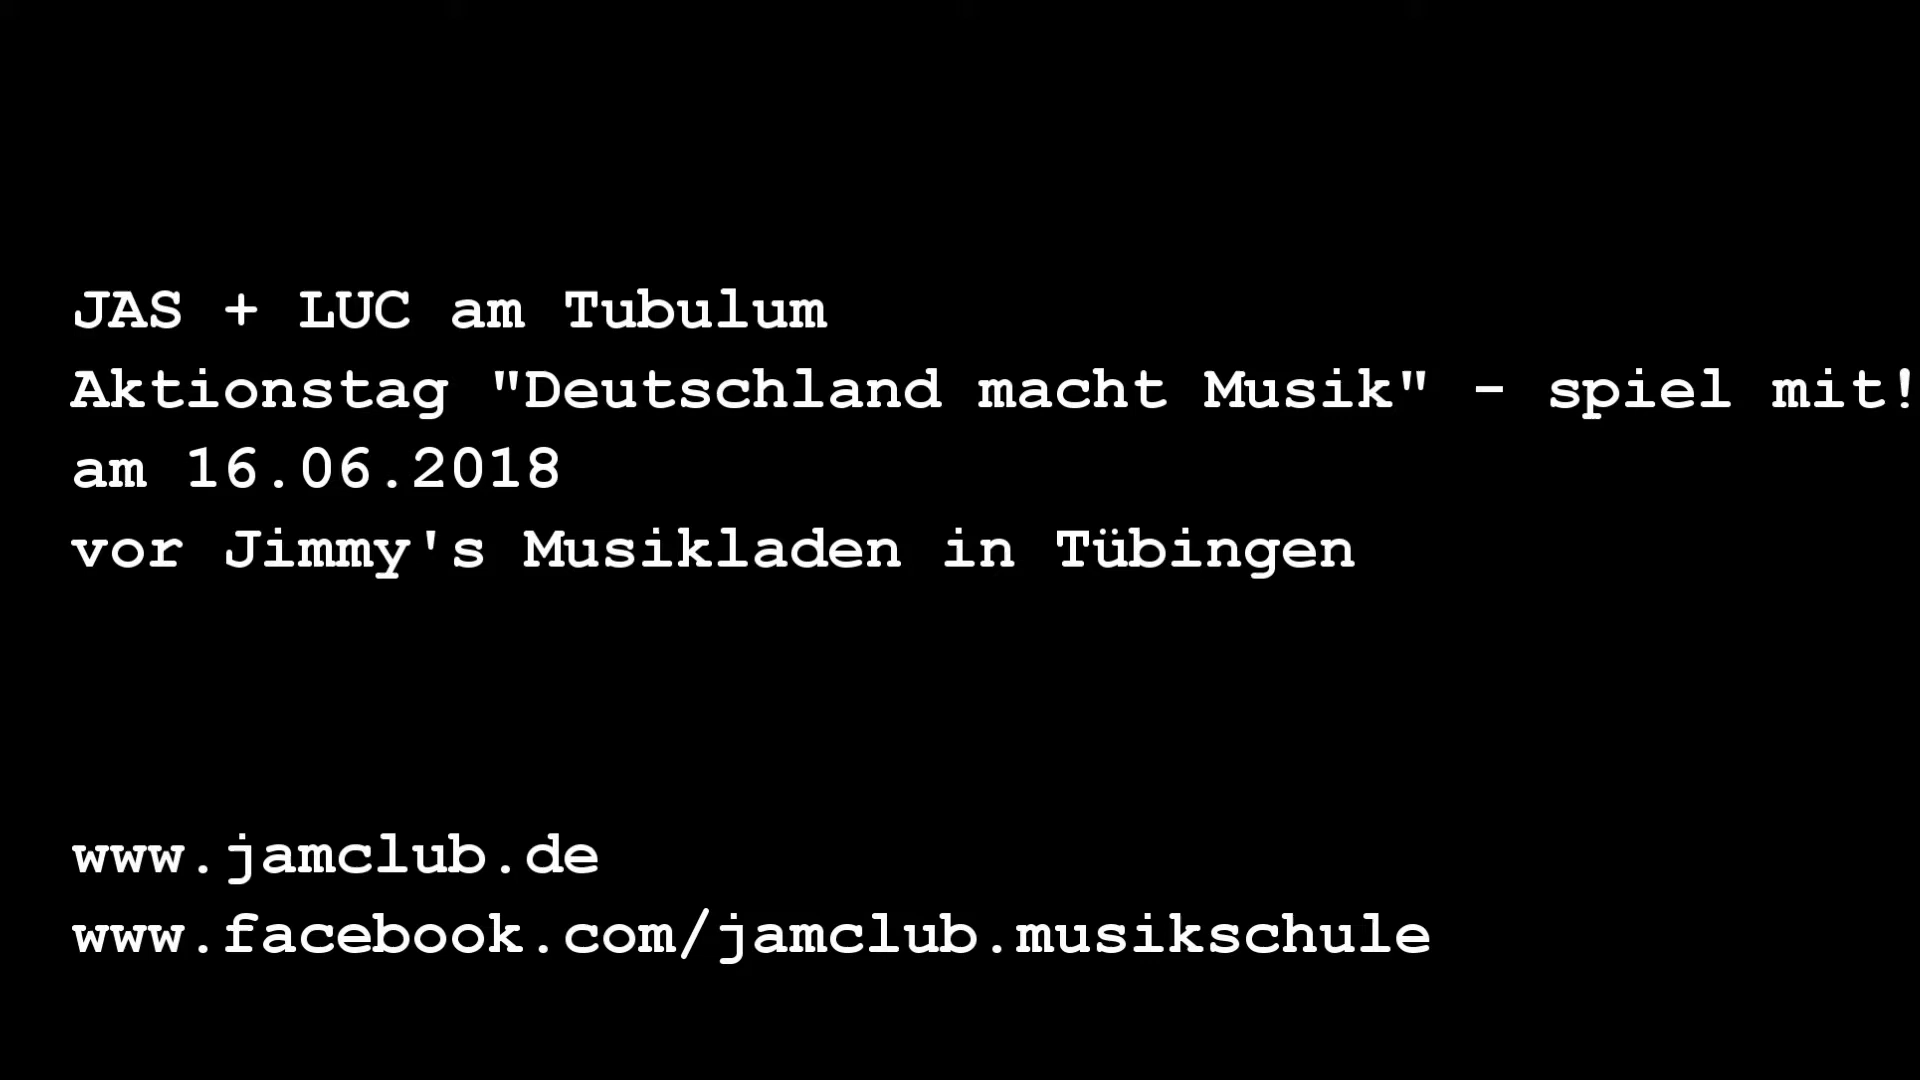 JAS + LUC am Tubulum
Aktionstag "Deutschland macht Musik" - spiel mit!
am 16.06.2018
vor Jimmy's Musikladen in Tübingen
www.jamclub.de
www.facebook.com/jamclub.musikschule